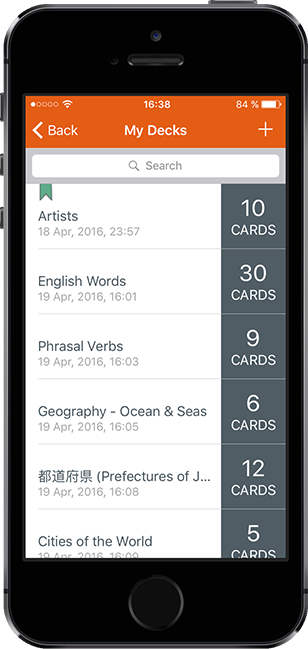 16:38
84 %
Back
My Decks
+
Search
Artists
18 Apr, 2016, 23:57
10
CARDS
English Words
19 Apr, 2016, 16:01
30
CARDS
Phrasal Verbs
19 Apr, 2016, 16:03
9
CARDS
Geography - Ocean & Seas
19 Apr, 2016, 16:05
6
CARDS
都道府県 (Prefectures of J...
19 Apr, 2016, 16:08
12
CARDS
Cities of the World
19 Apr, 2016, 16:09
5
CARDS